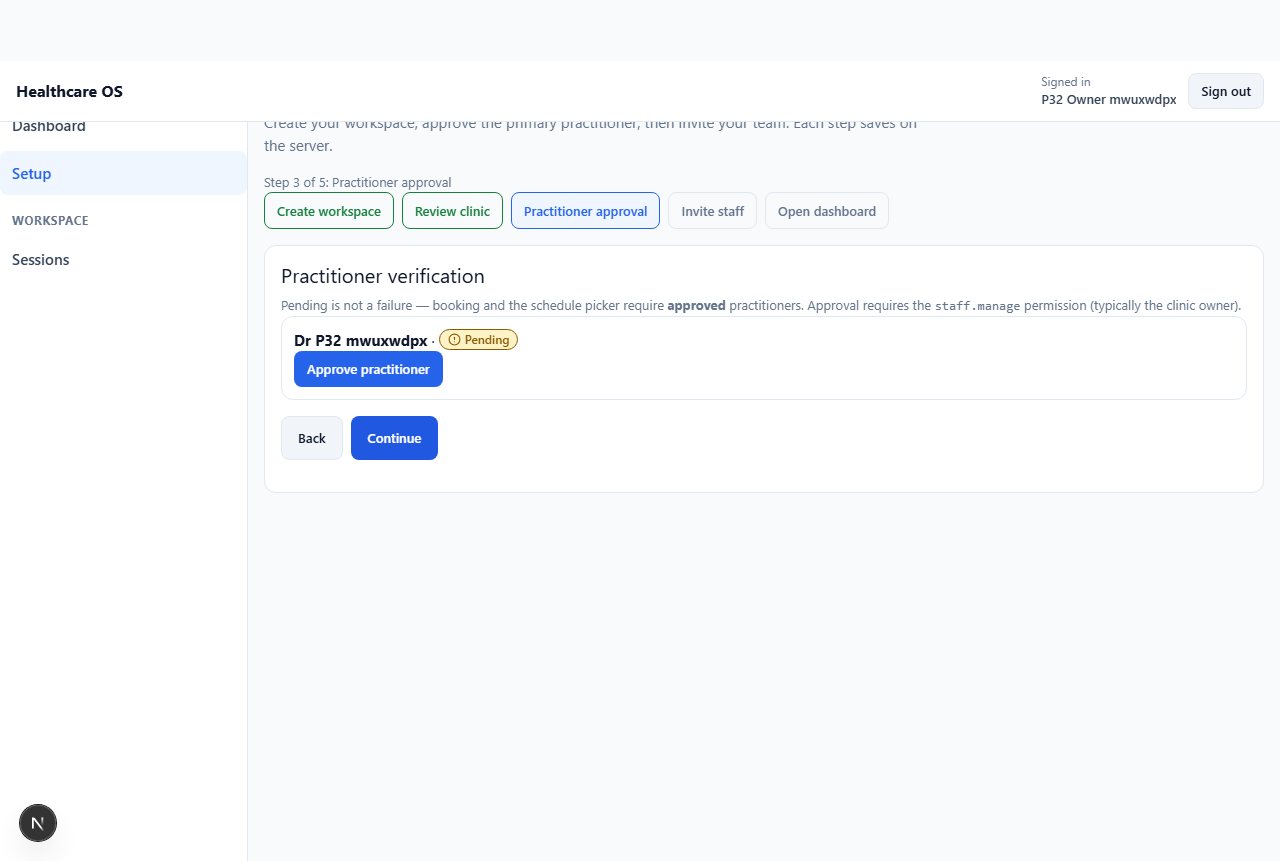 Healthcare OS
Signed in
P32 Owner mwuxwdpx
Sign out
Dashboard
Setup
WORKSPACE
Sessions
Create your workspace, approve the primary practitioner, then invite your team. Each step saves on
the server.
Step 3 of 5: Practitioner approval
Create workspace
Review clinic
Practitioner approval
Invite staff
Open dashboard
Practitioner verification
Pending is not a failure — booking and the schedule picker require approved practitioners. Approval requires the staff.manage permission (typically the clinic owner).
Dr P32 mwuxwdpx · Pending
Approve practitioner
Back
Continue
N